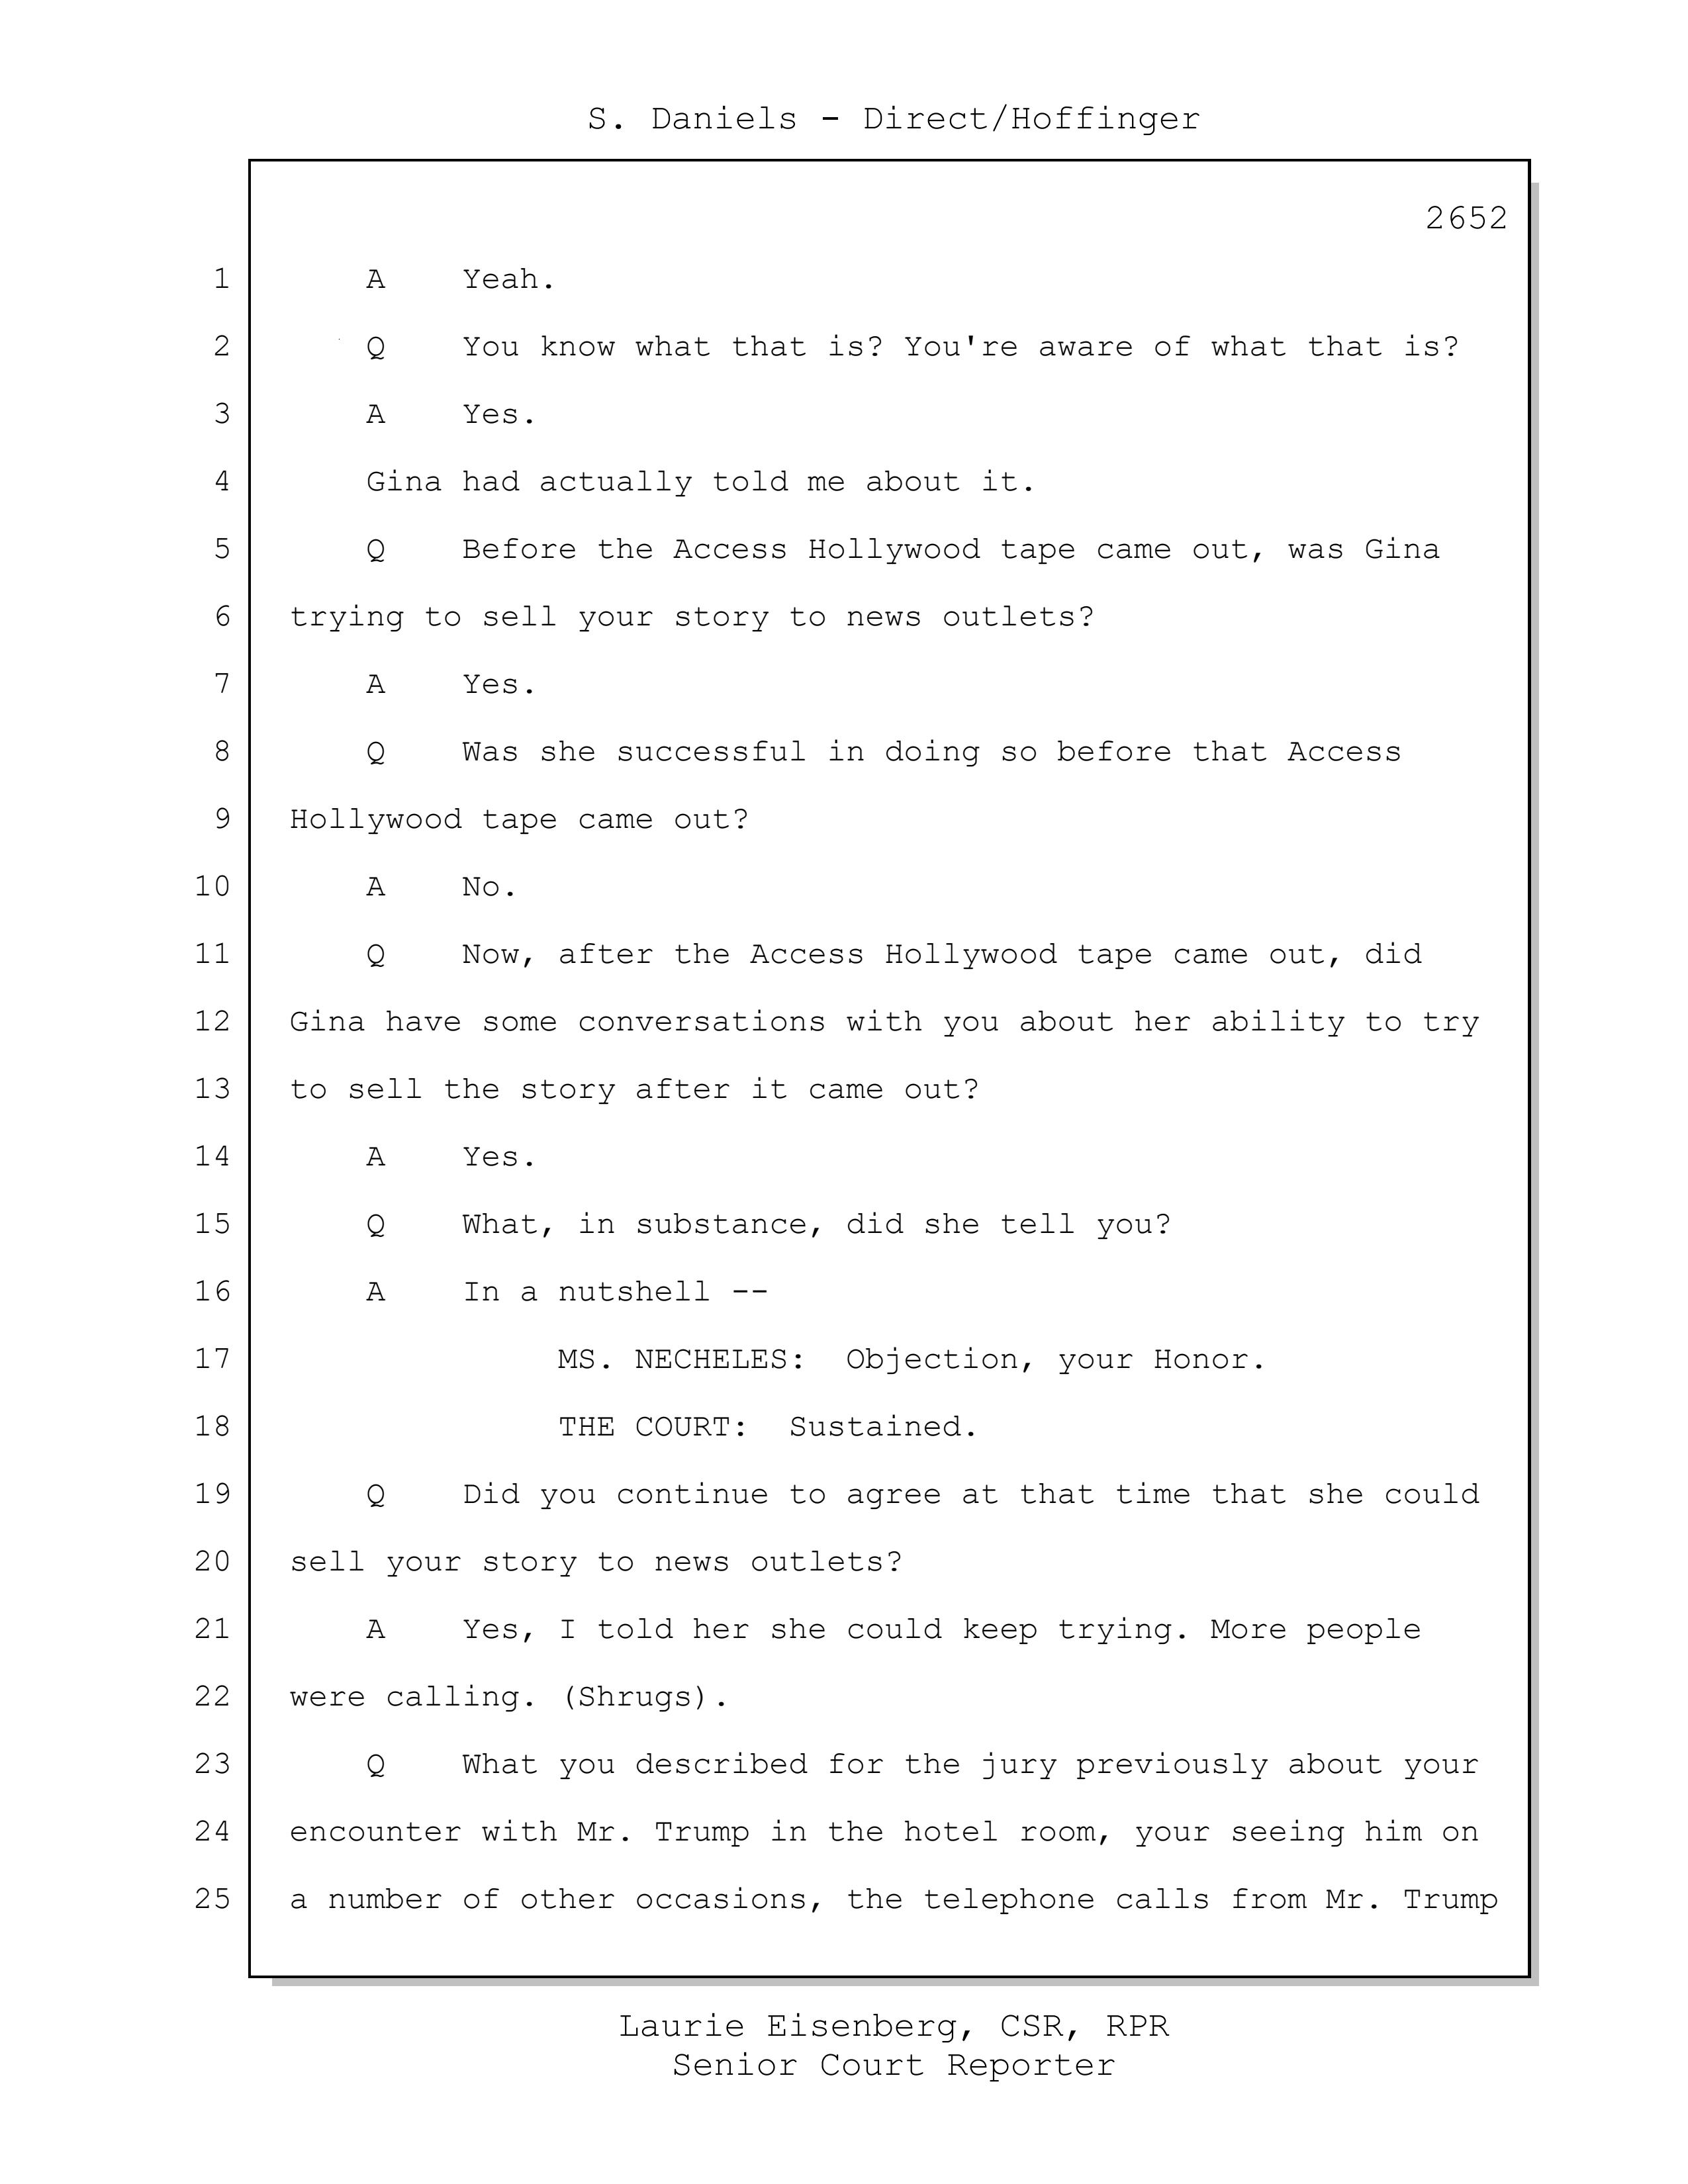 S. Daniels - Direct/Hoffinger
2652
1 A Yeah.
2 Q You know what that is? You're aware of what that is?
3 A Yes.
4 Gina had actually told me about it.
5 Q Before the Access Hollywood tape came out, was Gina
6 trying to sell your story to news outlets?
7 A Yes.
8 Q Was she successful in doing so before that Access
9 Hollywood tape came out?
10 A No.
11 Q Now, after the Access Hollywood tape came out, did
12 Gina have some conversations with you about her ability to try
13 to sell the story after it came out?
14 A Yes.
15 Q What, in substance, did she tell you?
16 A In a nutshell --
17 MS. NECHELES: Objection, your Honor.
18 THE COURT: Sustained.
19 Q Did you continue to agree at that time that she could
20 sell your story to news outlets?
21 A Yes, I told her she could keep trying. More people
22 were calling. (Shrugs).
23 Q What you described for the jury previously about your
24 encounter with Mr. Trump in the hotel room, your seeing him on
25 a number of other occasions, the telephone calls from Mr. Trump
Laurie Eisenberg, CSR, RPR
Senior Court Reporter